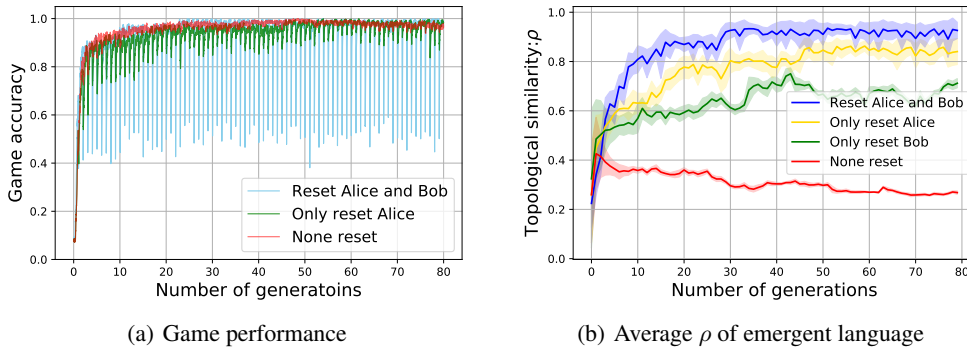 1.0
0.8
0.6
0.4
0.2
0.0
Game accuracy
Reset Alice and Bob
Only reset Alice
None reset
0 10 20 30 40 50 60 70 80
Number of generatoins
(a) Game performance
1.0
0.8
0.6
0.4
0.2
0.0
Topological similarity:ρ
Reset Alice and Bob
Only reset Alice
Only reset Bob
None reset
0 10 20 30 40 50 60 70 80
Number of generations
(b) Average ρ of emergent language